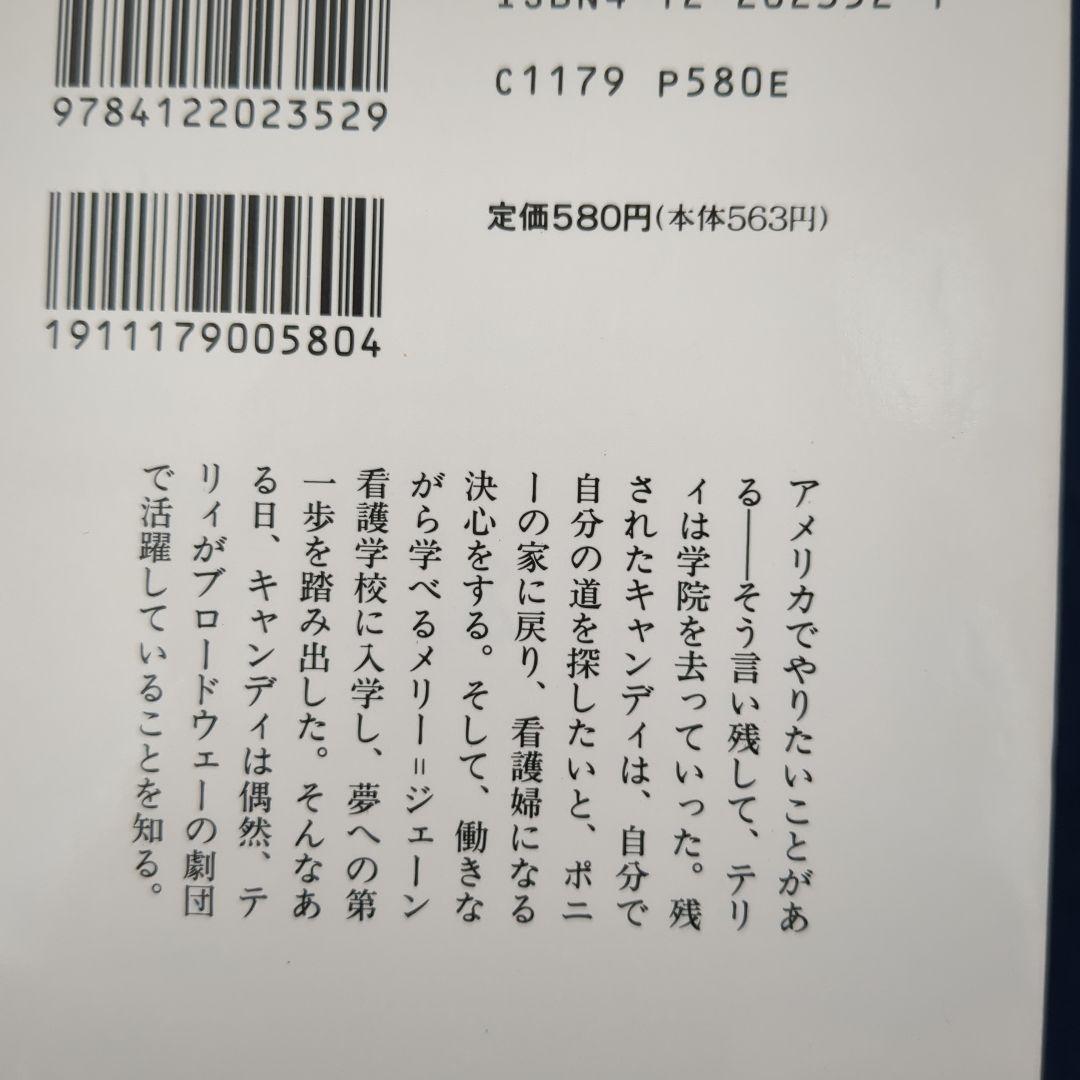 9784122023529
C1179 P580E
定価580円(本体563円)
1911179005804
アメリカでやりたいことがあ
る――そう言い残して、テリ
ィは学院を去っていった。残
されたキャンディは、自分で
自分の道を探したいと、ポニ
ーの家に戻り、看護婦になる
決心をする。そして、働きな
がら学べるメリー＝ジェーン
看護学校に入学し、夢への第
一歩を踏み出した。そんなあ
る日、キャンディは偶然、テ
リィがブロードウェーの劇団
で活躍していることを知る。